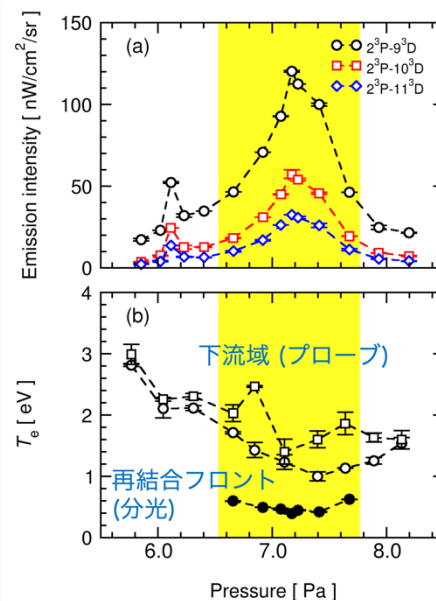 (a)
2³P-9³D
2³P-10³D
2³P-11³D
Emission intensity [ nW/cm²/sr ]
150
100
50
0
(b)
下流域 (プローブ)
再結合フロント
(分光)
Tₑ [ eV ]
4
3
2
1
0
6.0 7.0 8.0
Pressure [ Pa ]